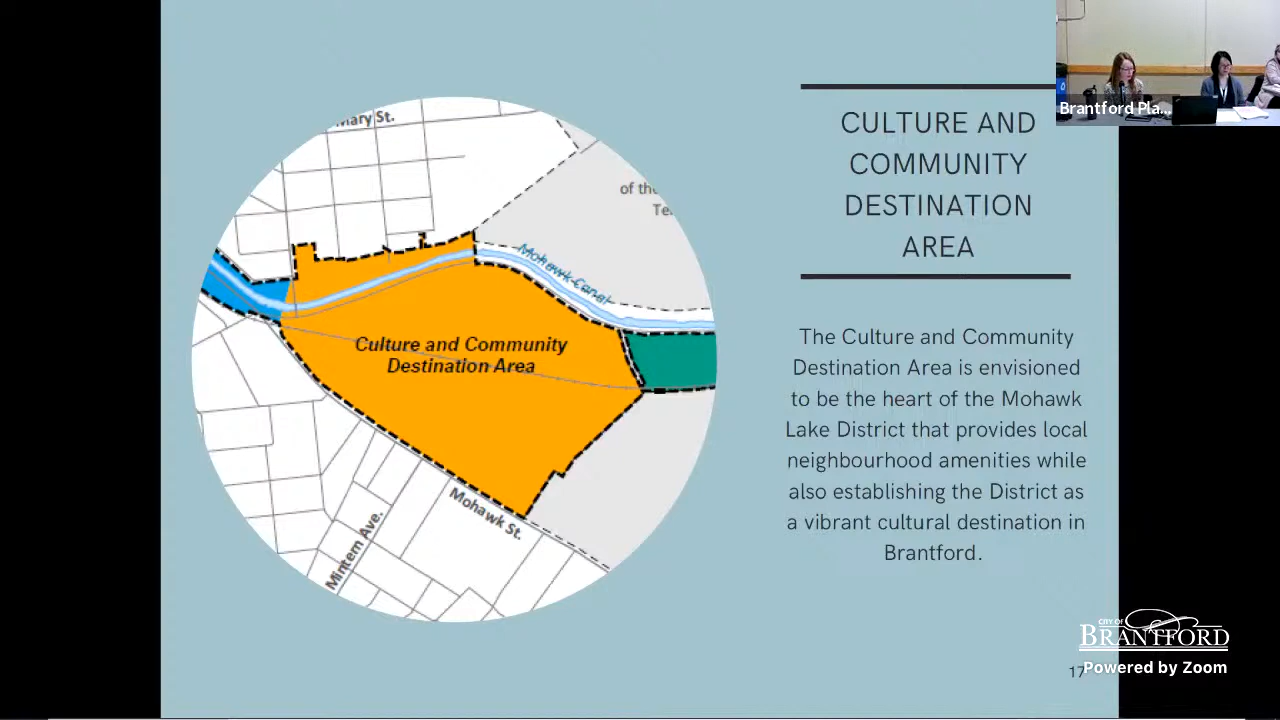 Mary St.
of the
Te
Mohawk Canal
Culture and Community
Destination Area
Mohawk St.
Mintern Ave.
CULTURE AND
COMMUNITY
DESTINATION
AREA
The Culture and Community
Destination Area is envisioned
to be the heart of the Mohawk
Lake District that provides local
neighbourhood amenities while
also establishing the District as
a vibrant cultural destination in
Brantford.
Brantford Pla...
CITY OF
BRANTFORD
17
Powered by Zoom